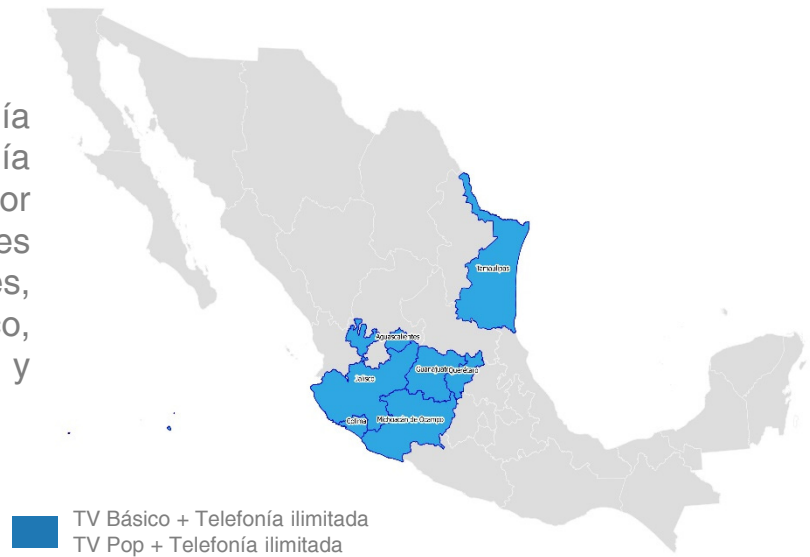 ía
ía
or
es
es,
o,
y
Tamaulipas
Aguascalientes
Jalisco
Guanajuato
Querétaro
Colima
Michoacán de Ocampo
TV Básico + Telefonía ilimitada
TV Pop + Telefonía ilimitada